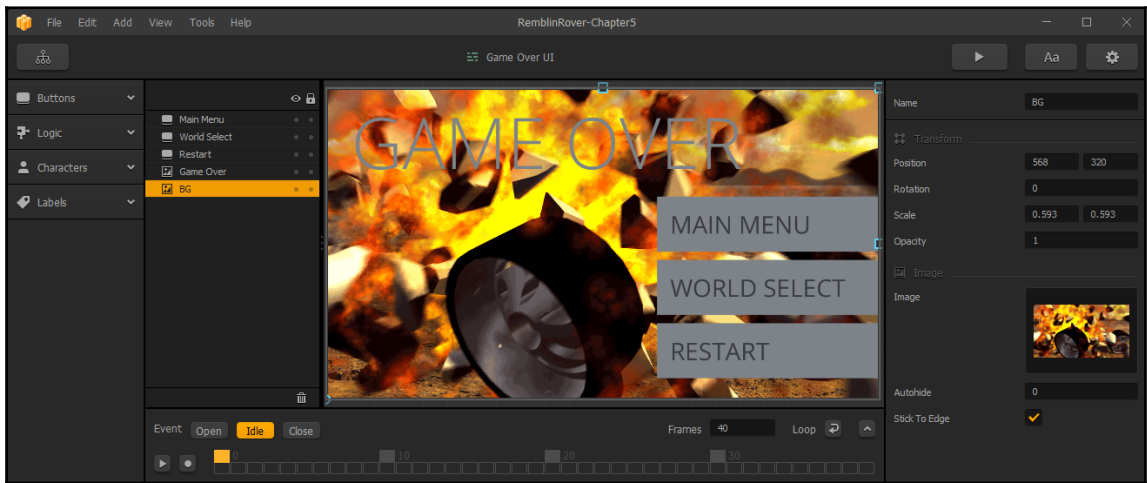 File Edit Add View Tools Help RemblinRover-Chapter5
Game Over UI Aa
Buttons
Logic
Characters
Labels
Main Menu
World Select
Restart
Game Over
BG
GAME OVER
MAIN MENU
WORLD SELECT
RESTART
Name BG
Transform
Position 568 320
Rotation 0
Scale 0.593 0.593
Opacity 1
Image
Image
Autohide 0
Stick To Edge
Event Open Idle Close Frames 40 Loop
0 10 20 30